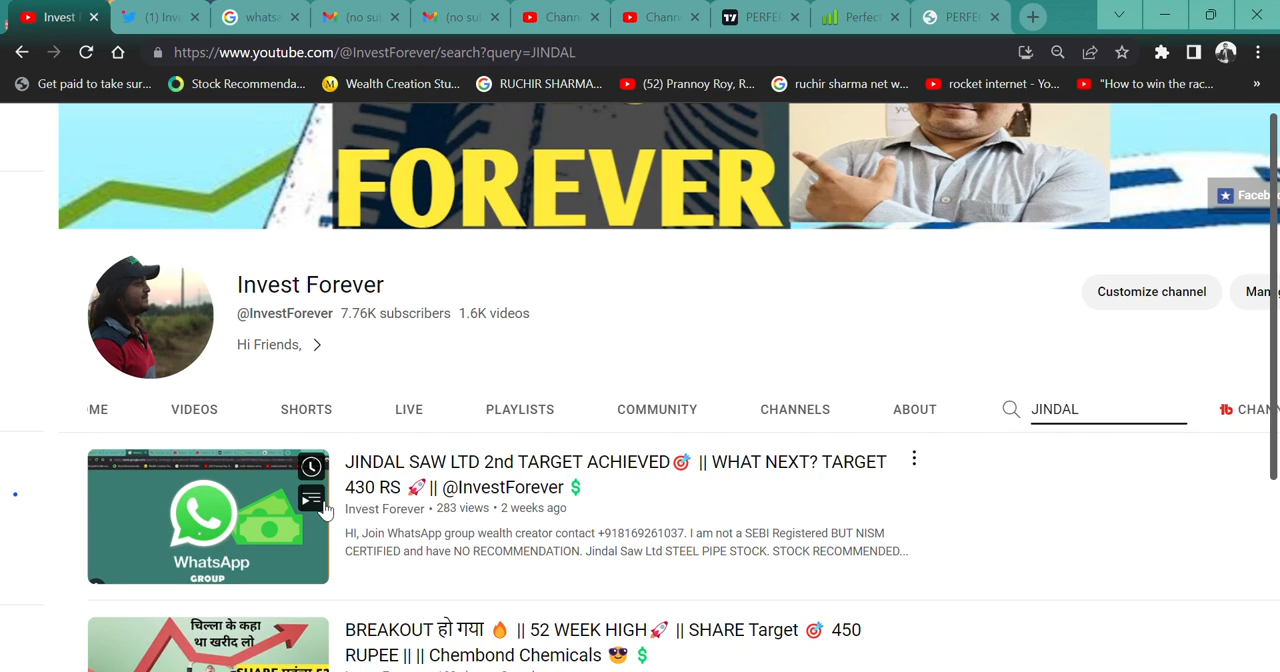 Invest
(1) Inv
whatsa
(no sul
(no su
Chann
Chann
PERFE
Perfec
PERFE
https://www.youtube.com/@InvestForever/search?query=JINDAL
Get paid to take sur...
Stock Recommenda...
Wealth Creation Stu...
RUCHIR SHARMA...
(52) Prannoy Roy, R...
ruchir sharma net w...
rocket internet - Yo...
"How to win the rac...
»
FOREVER
Facebo
Invest Forever
@InvestForever 7.76K subscribers 1.6K videos
Hi Friends,
Customize channel
Mana
OME
VIDEOS
SHORTS
LIVE
PLAYLISTS
COMMUNITY
CHANNELS
ABOUT
JINDAL
CHAN
JINDAL SAW LTD 2nd TARGET ACHIEVED🎯 || WHAT NEXT? TARGET
430 RS 🚀|| @InvestForever 💲
Invest Forever • 283 views • 2 weeks ago
HI, Join WhatsApp group wealth creator contact +918169261037. I am not a SEBI Registered BUT NISM
CERTIFIED and have NO RECOMMENDATION. Jindal Saw Ltd STEEL PIPE STOCK. STOCK RECOMMENDED...
WhatsApp
GROUP
BREAKOUT हो गया 🔥 || 52 WEEK HIGH🚀 || SHARE Target 🎯 450
RUPEE || || Chembond Chemicals 😎 💲
चिल्ला के कहा
था खरीद लो